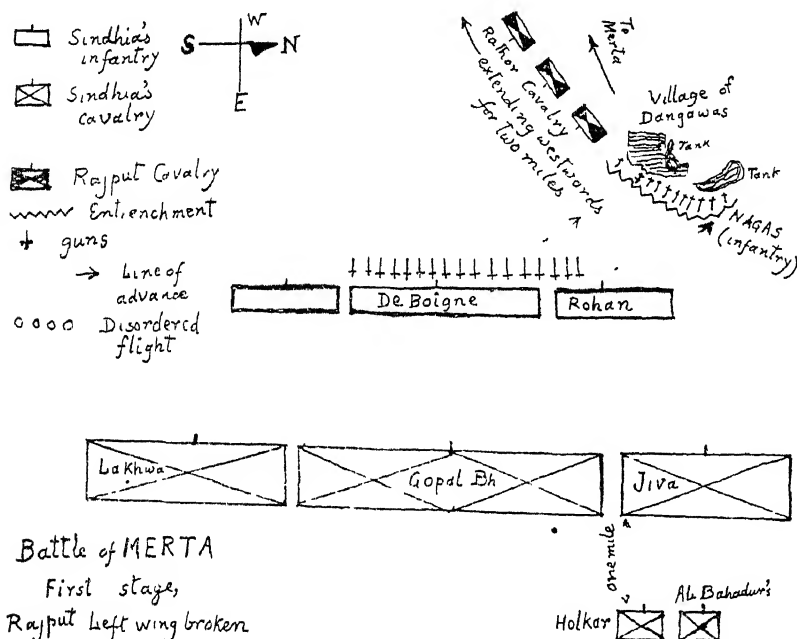 Sindhia's
infantry
Sindhia's
cavalry
Rajput Cavalry
Entrenchment
guns
Line of
advance
Disordered
flight
W
S N
E
Rathor Cavalry
extending westwords
for two miles
To
Merta
Village of
Dangawas
Tank
Tank
NAGAS
(infantry)
De Boigne
Rohan
Lakhwa
Gopal Bh
Jiva
one mile
Holkar
Ali Bahadur's
Battle of MERTA
First stage,
Rajput Left wing broken